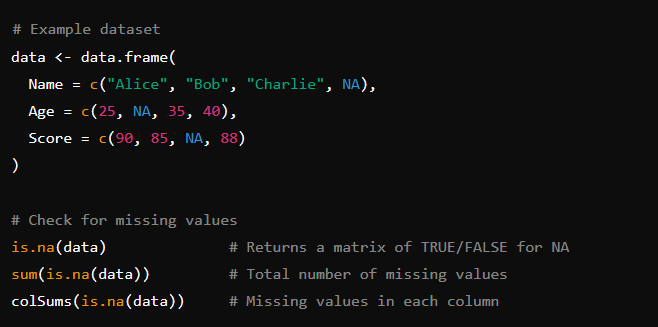 # Example dataset
data <- data.frame(
  Name = c("Alice", "Bob", "Charlie", NA),
  Age = c(25, NA, 35, 40),
  Score = c(90, 85, NA, 88)
)

# Check for missing values
is.na(data)              # Returns a matrix of TRUE/FALSE for NA
sum(is.na(data))         # Total number of missing values
colSums(is.na(data))     # Missing values in each column